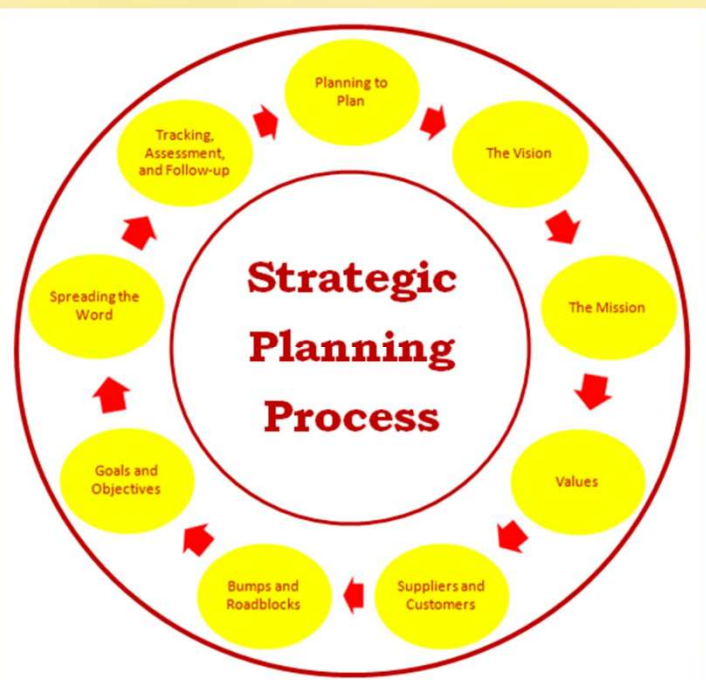 Planning to
Plan
The Vision
The Mission
Values
Suppliers and
Customers
Bumps and
Roadblocks
Goals and
Objectives
Spreading the
Word
Tracking,
Assessment,
and Follow-up
Strategic
Planning
Process